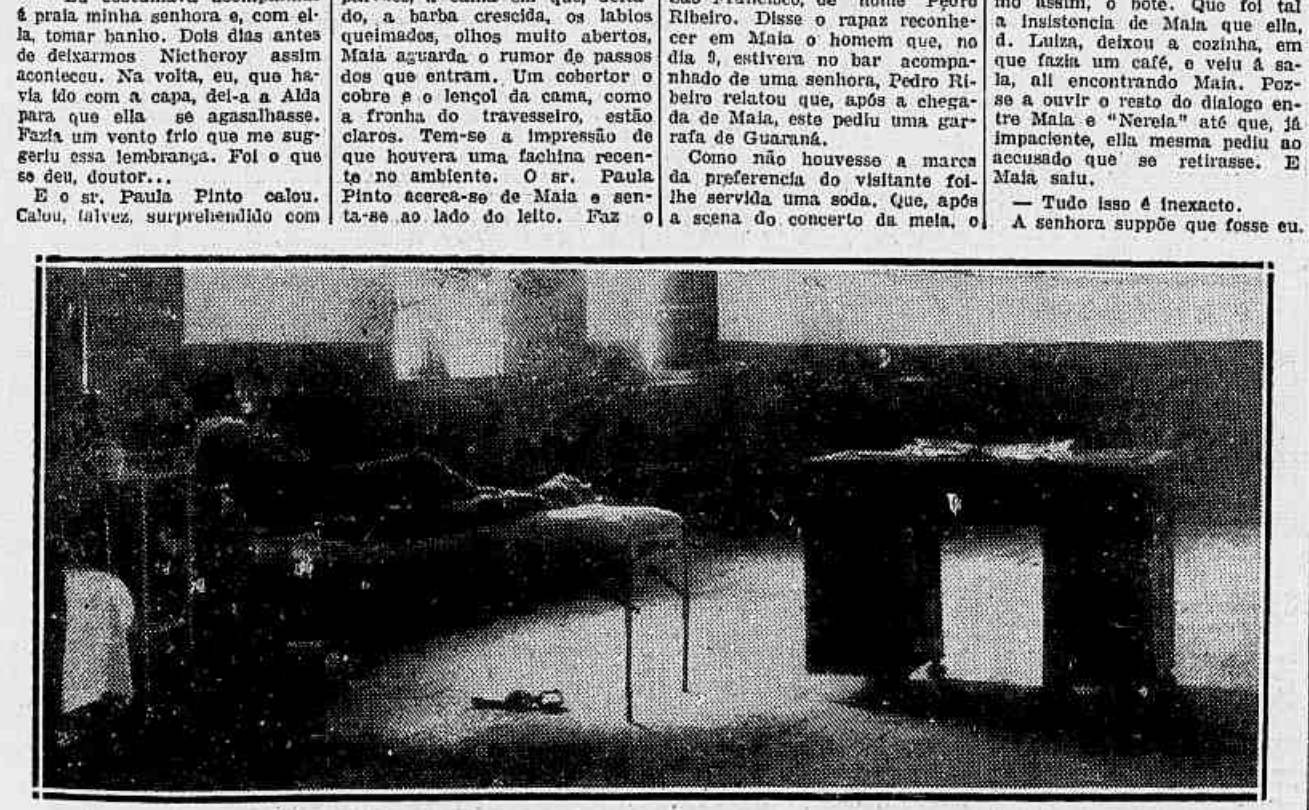 á praia minha senhora e, com el-
la, tomar banho. Dois dias antes
de deixarmos Nictheroy assim
aconteceu. Na volta, eu, que ha-
via ido com a capa, dei-a a Alda
para que ella se agasalhasse.
Fazia um vento frio que me sug-
geriu essa lembrança. Foi o que
se deu, doutor...
E o sr. Paula Pinto calou.
Calou, talvez, surprehendido com
do, a barba crescida, os labios
queimados, olhos muito abertos,
Maia aguarda o rumor de passos
dos que entram. Um cobertor o
cobre e o lençol da cama, como
a fronha do travesseiro, estão
claros. Tem-se a impressão de
que houvera uma fachina recen-
te no ambiente. O sr. Paula
Pinto acerca-se de Maia e sen-
ta-se ao lado do leito. Faz o
São Francisco, de nome Pedro
Ribeiro. Disse o rapaz reconhe-
cer em Maia o homem que, no
dia 9, estivera no bar acompa-
nhado de uma senhora, Pedro Ri-
beiro relatou que, após a chega-
da de Maia, este pediu uma gar-
rafa de Guaraná.
Como não houvesse a marca
da preferencia do visitante foi-
lhe servida uma soda. Que, após
a scena do concerto da meia, o
mo assim, o bote. Que foi tal
a insistencia de Maia que ella,
d. Luiza, deixou a cozinha, em
que fazia um café, e veiu á sa-
la, ali encontrando Maia. Poz-
se a ouvir o resto do dialogo en-
tre Maia e "Nereia" até que, já
impaciente, ella mesma pediu ao
accusado que se retirasse. E
Maia saiu.
— Tudo isso é inexacto.
A senhora suppõe que fosse eu.